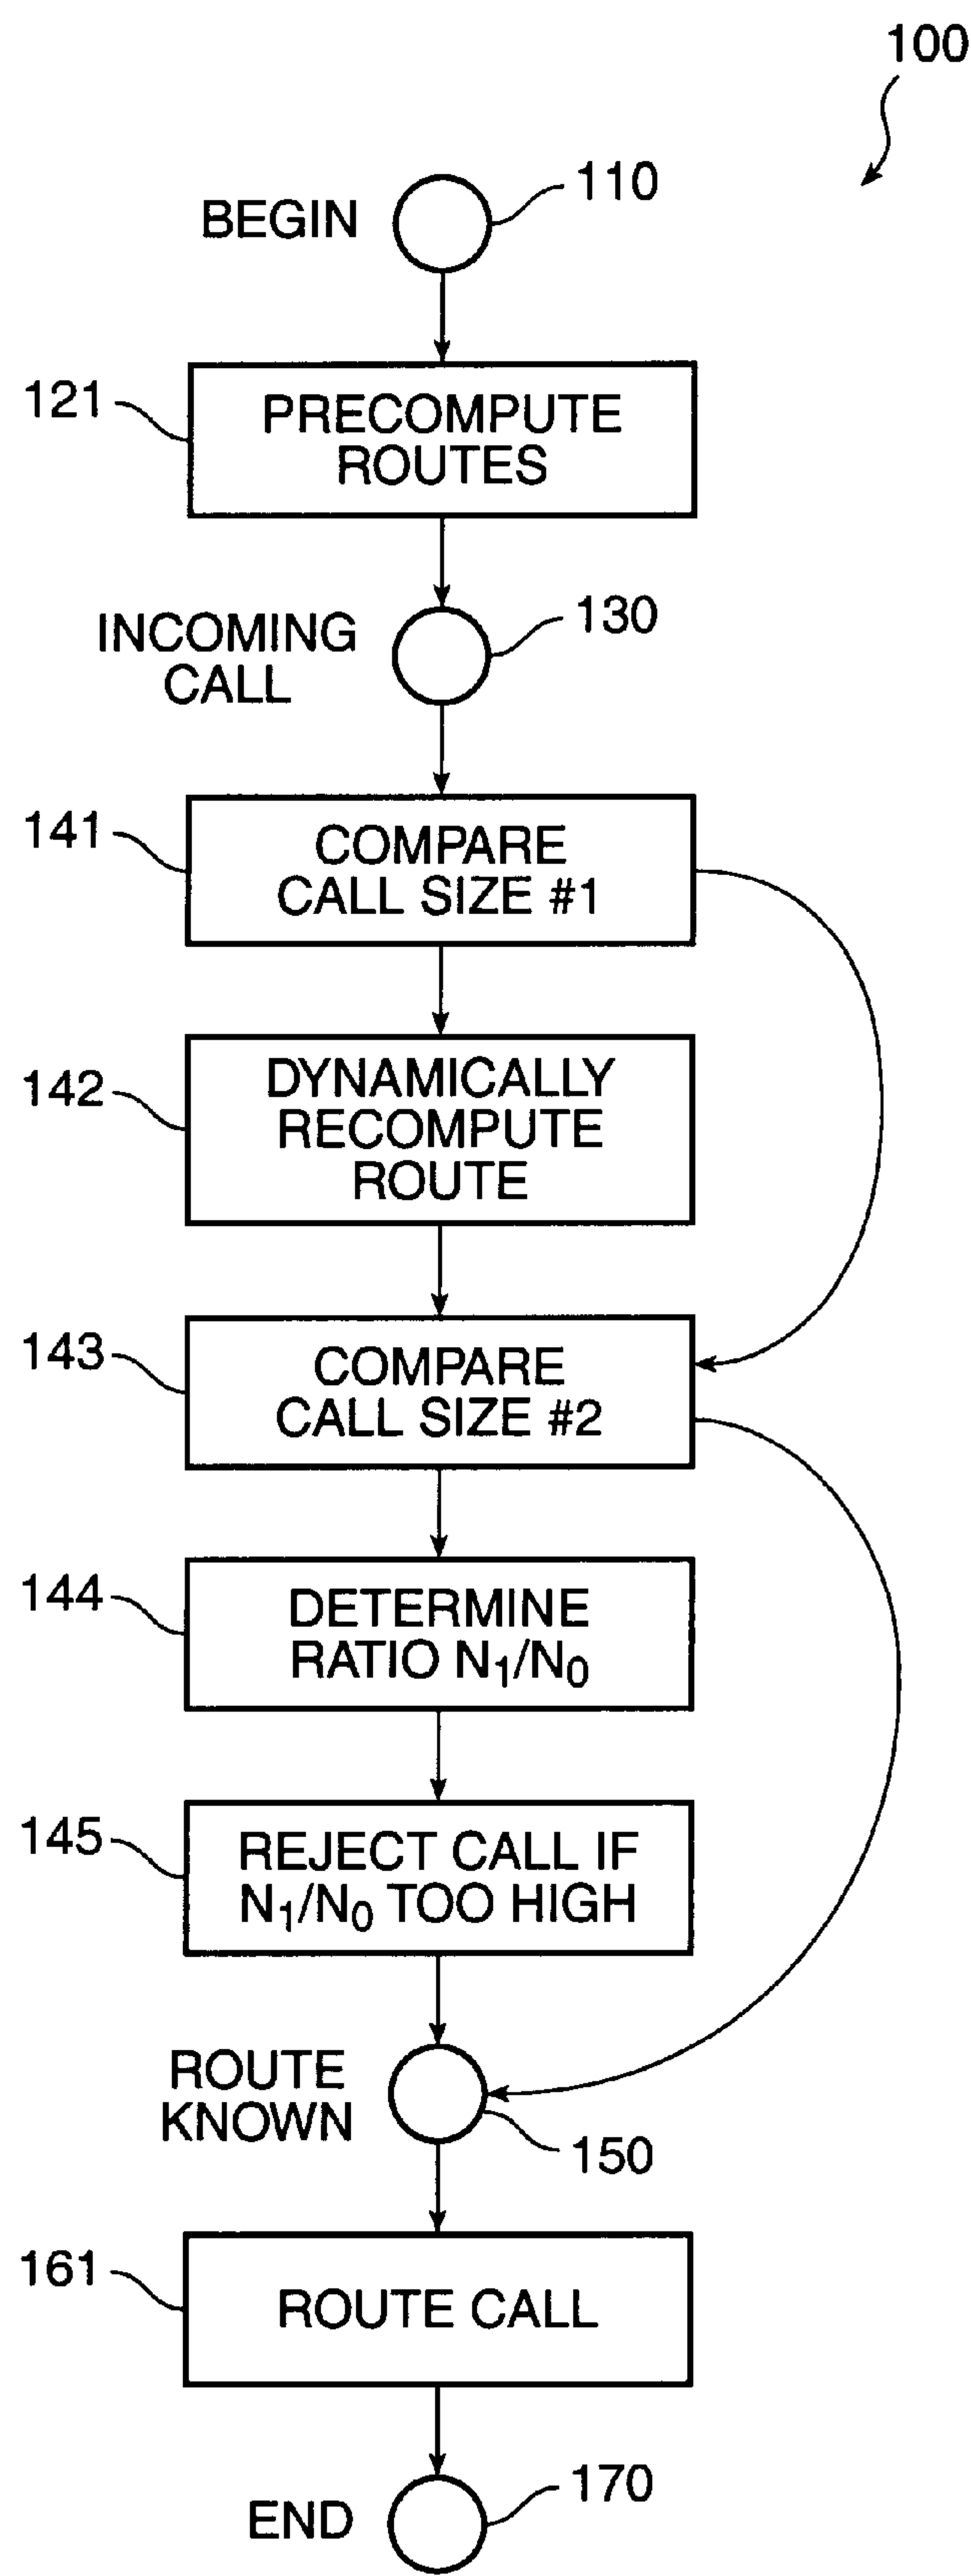 100
BEGIN
110
121
PRECOMPUTE
ROUTES
INCOMING
CALL
130
141
COMPARE
CALL SIZE #1
142
DYNAMICALLY
RECOMPUTE
ROUTE
143
COMPARE
CALL SIZE #2
144
DETERMINE
RATIO N₁/N₀
145
REJECT CALL IF
N₁/N₀ TOO HIGH
ROUTE
KNOWN
150
161
ROUTE CALL
END
170